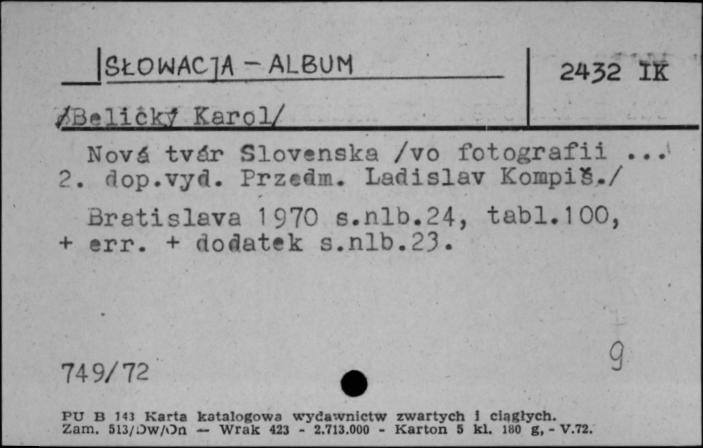 SŁOWACJA - ALBUM
2432 IK
/Belický Karol/
Nová tvár Slovenska /vo fotografii ...
2. dop.vyd. Przedm. Ladislav Kompiš./
Bratislava 1970 s.nlb.24, tabl.100,
+ err. + dodatek s.nlb.23.
9
749/72
PU B 143 Karta katalogowa wydawnictw zwartych i ciągłych.
Zam. 513/Dw/On — Wrak 423 - 2.713.000 - Karton 5 kl. 180 g. - V.72.